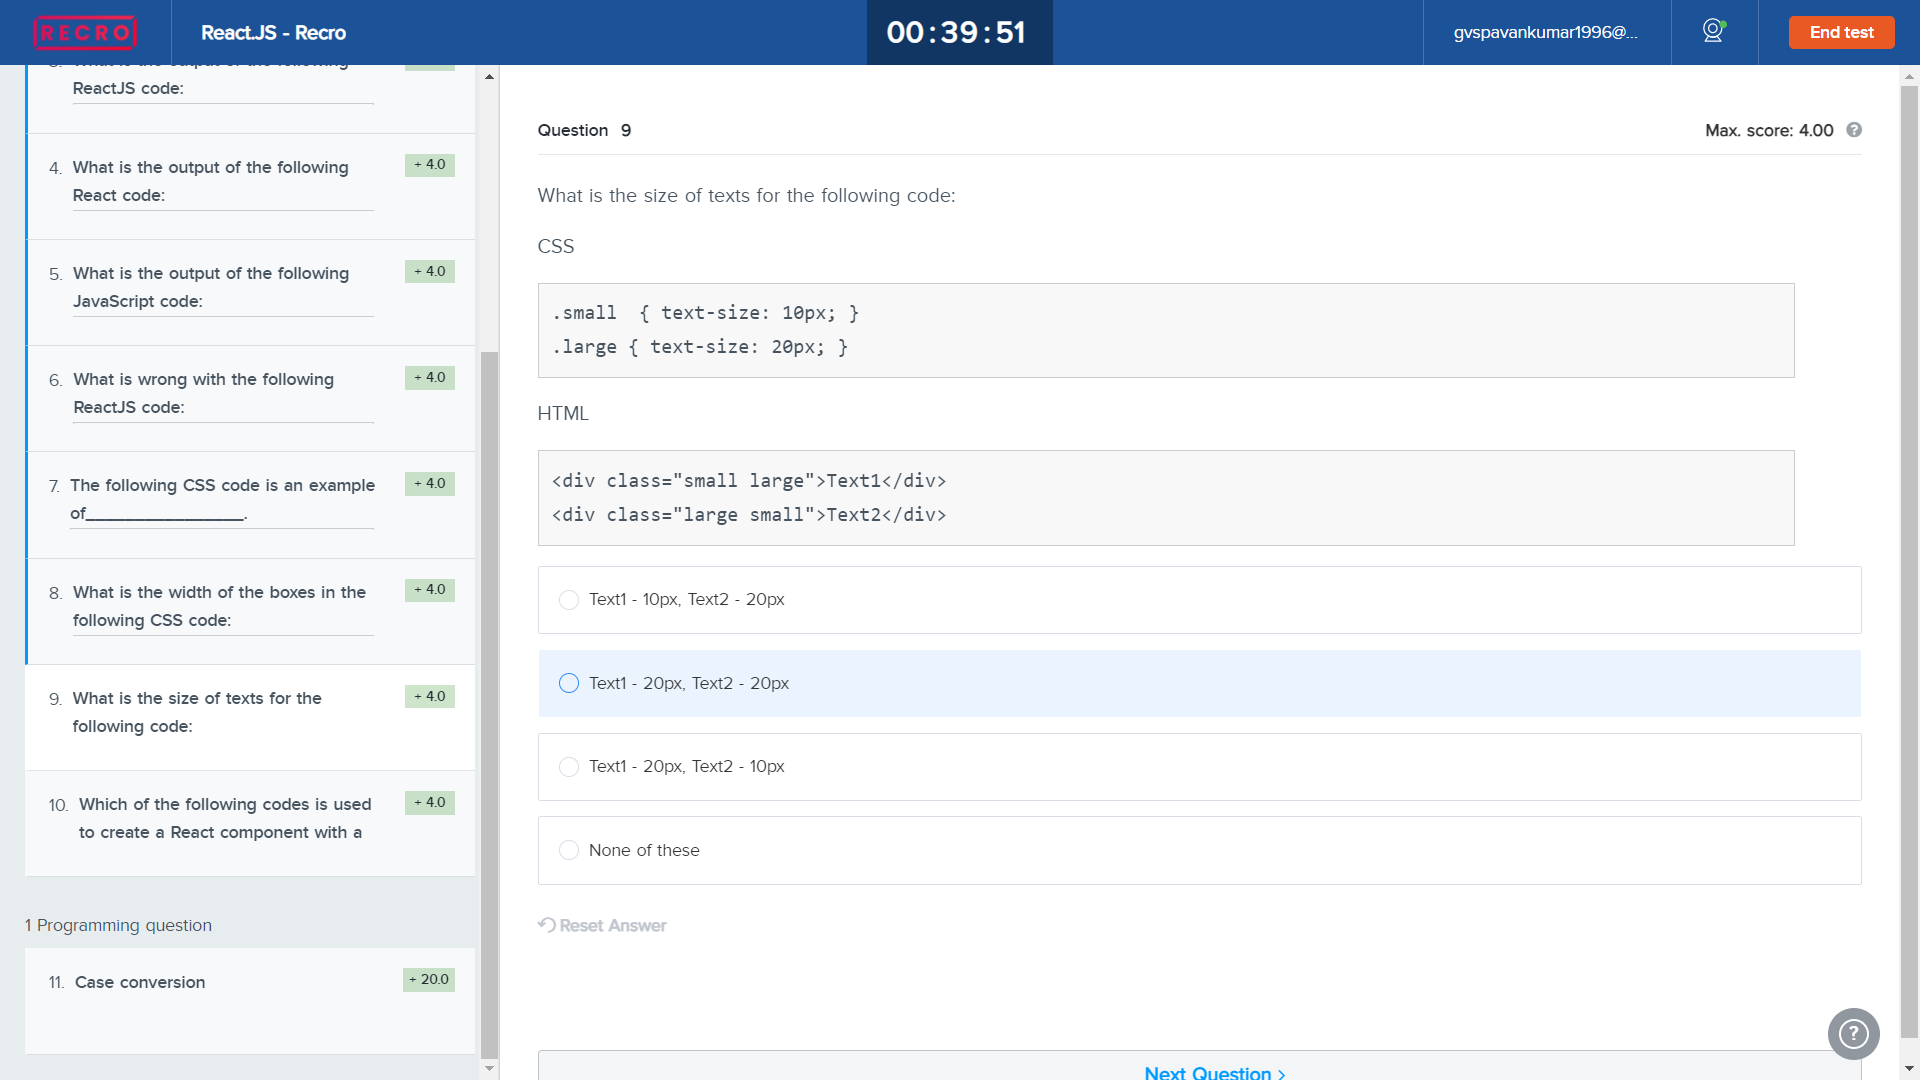 RECRO
React.JS - Recro
00:39:51
gvspavankumar1996@...
End test
ReactJS code:
4. What is the output of the following
React code:
+ 4.0
5. What is the output of the following
JavaScript code:
+ 4.0
6. What is wrong with the following
ReactJS code:
+ 4.0
7. The following CSS code is an example
of_________________.
+ 4.0
8. What is the width of the boxes in the
following CSS code:
+ 4.0
9. What is the size of texts for the
following code:
+ 4.0
10. Which of the following codes is used
to create a React component with a
+ 4.0
1 Programming question
11. Case conversion
+ 20.0
Question 9
Max. score: 4.00
What is the size of texts for the following code:
CSS
.small  { text-size: 10px; }
.large { text-size: 20px; }
HTML
<div class="small large">Text1</div>
<div class="large small">Text2</div>
Text1 - 10px, Text2 - 20px
Text1 - 20px, Text2 - 20px
Text1 - 20px, Text2 - 10px
None of these
Reset Answer
Next Question >